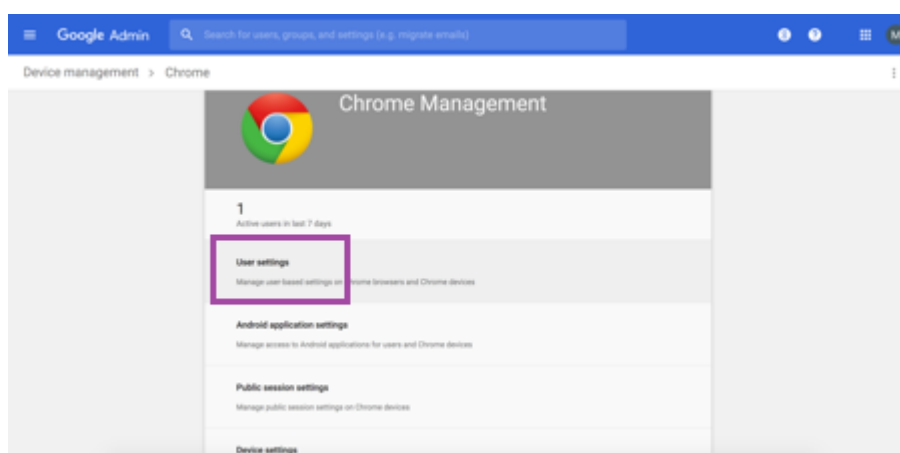 Google Admin
Search for users, groups, and settings (e.g. migrate emails)
M
Device management > Chrome
Chrome Management
1
Active users in last 7 days
User settings
Manage user-based settings on Chrome browsers and Chrome devices
Android application settings
Manage access to Android applications for users and Chrome devices
Public session settings
Manage public session settings on Chrome devices
Device settings